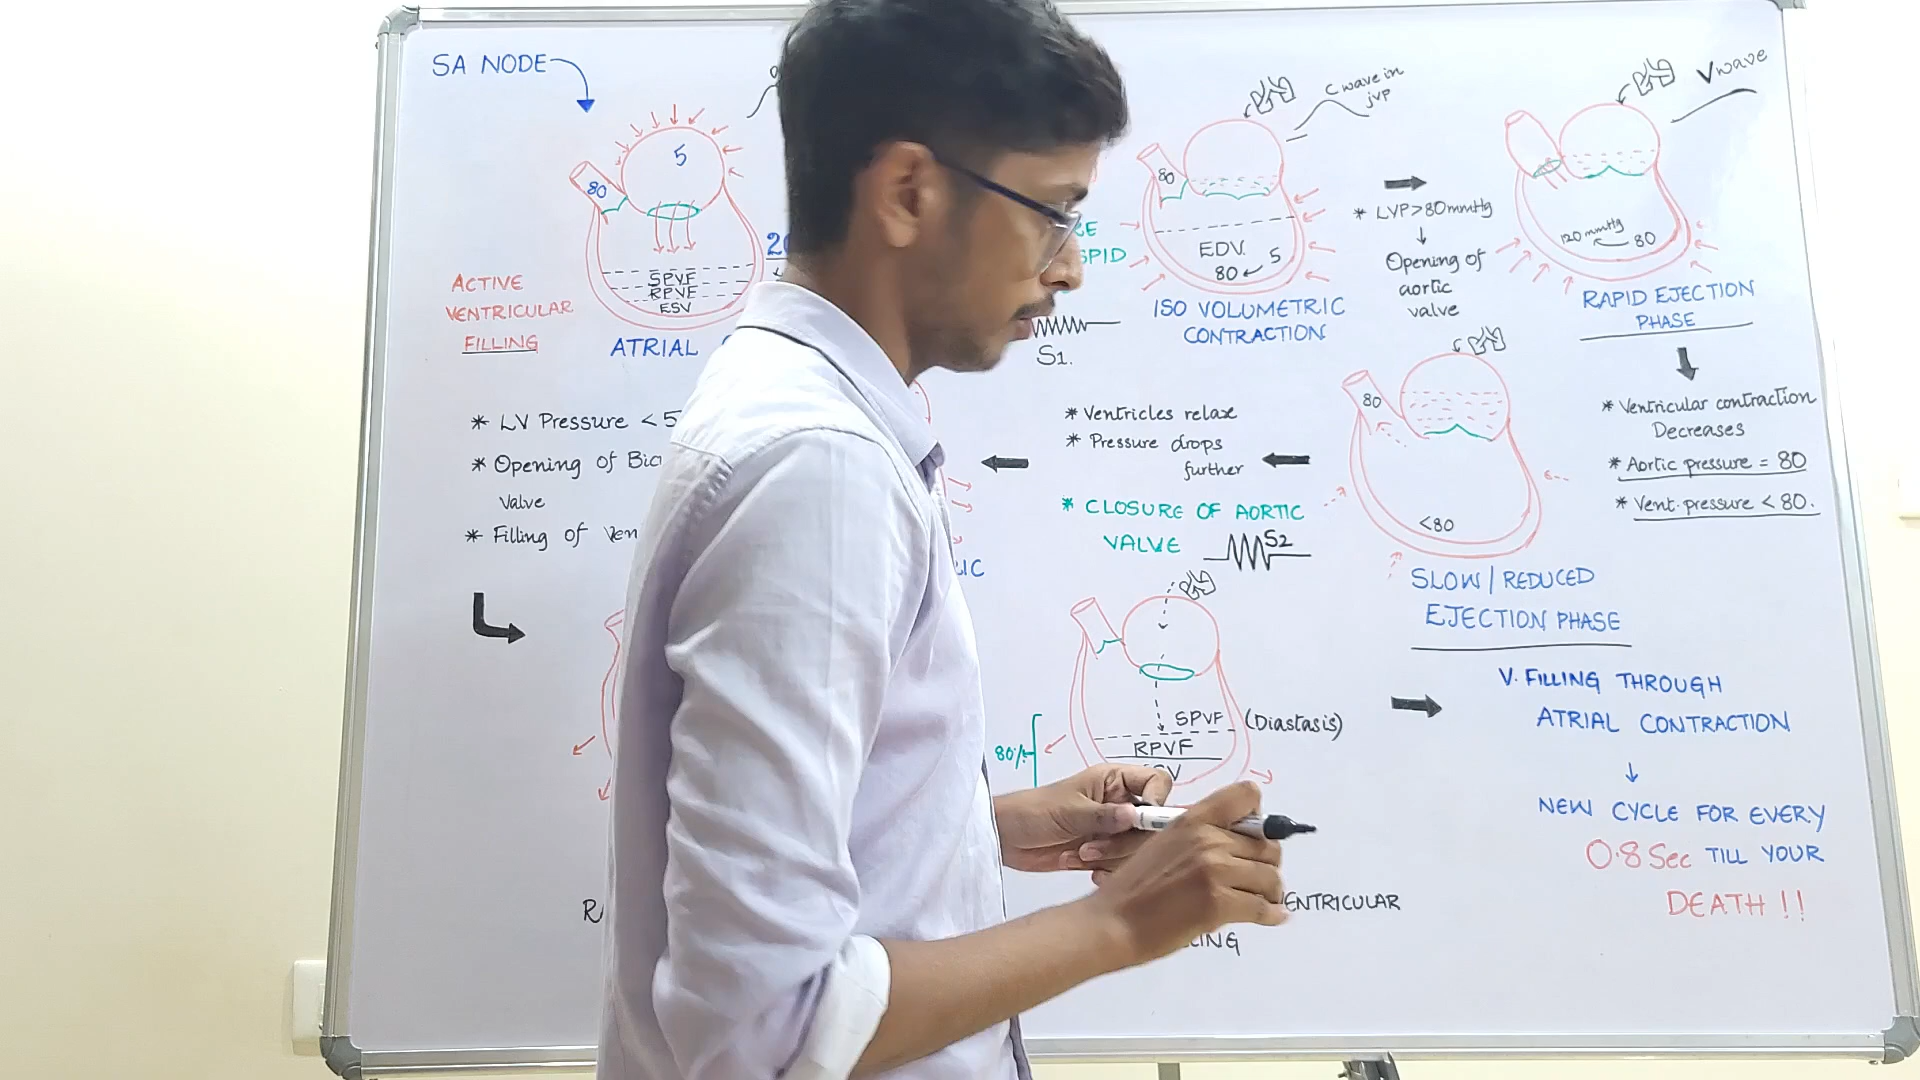 SA NODE
5
80
SPVF
RPVF
ESV
ACTIVE
VENTRICULAR
FILLING
ATRIAL
S1.
C wave in
jVP
80
EDV
5
80
ISO VOLUMETRIC
CONTRACTION
* LVP > 80mmHg
Opening of
aortic
valve
V wave
120 mmHg
80
RAPID EJECTION
PHASE
* Ventricular contraction
Decreases
* Aortic pressure = 80
* Vent. pressure < 80.
80
<80
SLOW / REDUCED
EJECTION PHASE
* Ventricles relax
* Pressure drops
further
* CLOSURE OF AORTIC
VALVE
S2
* LV Pressure < 5
* Opening of
Valve
* Filling of
SPVF (Diastasis)
RPVF
80%
V. FILLING THROUGH
ATRIAL CONTRACTION
NEW CYCLE FOR EVERY
0.8 Sec TILL YOUR
DEATH !!